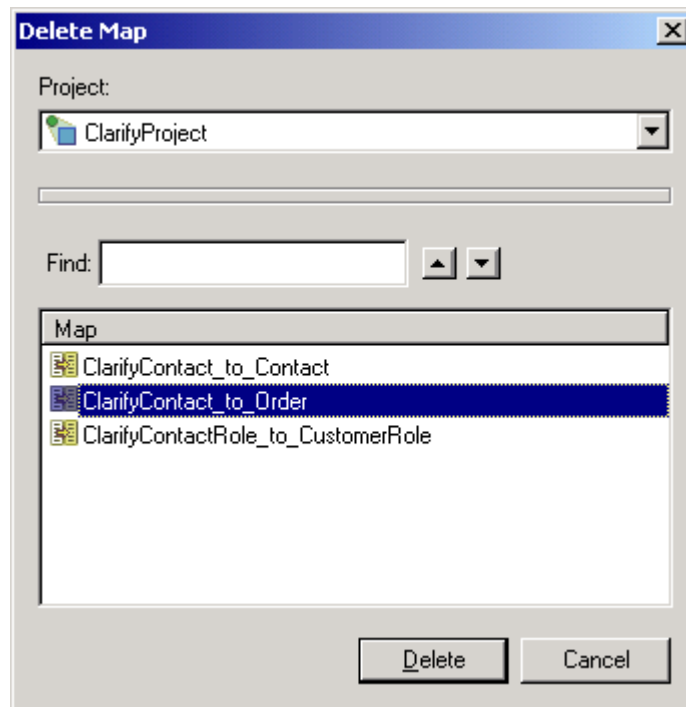 Delete Map
Project:
ClarifyProject
Find:
Map
ClarifyContact_to_Contact
ClarifyContact_to_Order
ClarifyContactRole_to_CustomerRole
Delete Cancel